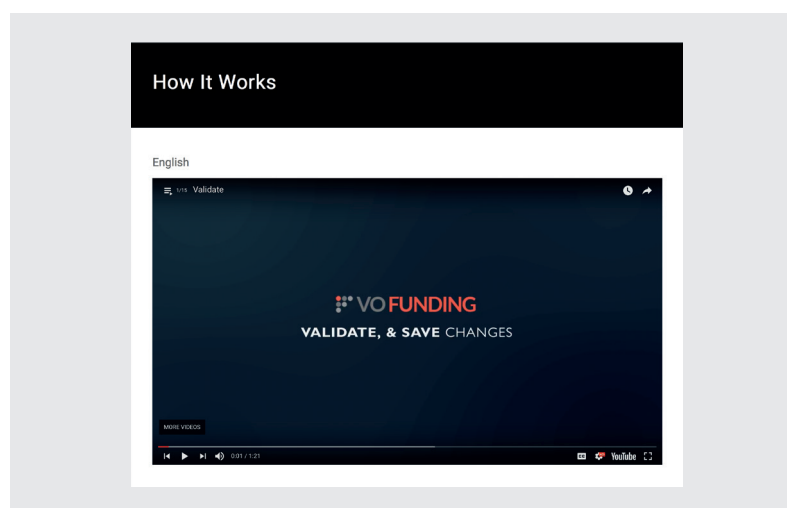 How It Works
English
1/15 Validate
VO FUNDING
VALIDATE, & SAVE CHANGES
MORE VIDEOS
0:01 / 1:21
CC
YouTube